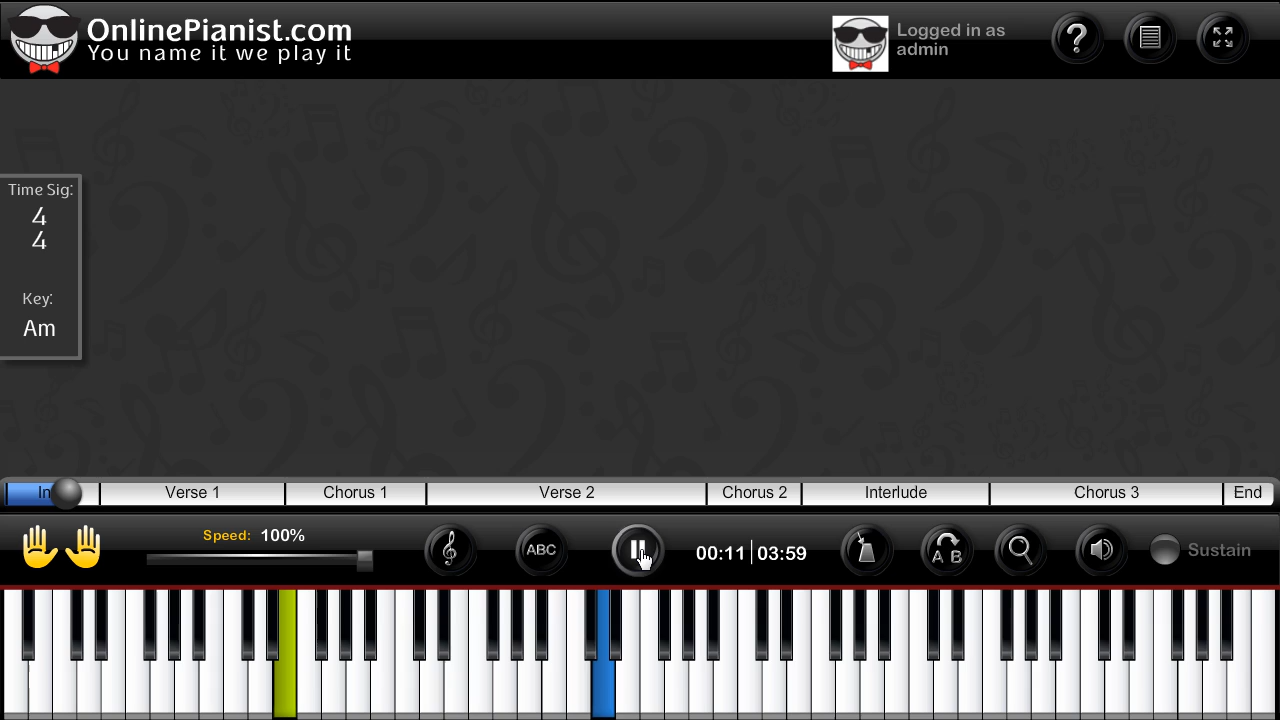 OnlinePianist.com
You name it we play it
Logged in as
admin
?
Time Sig:
4
4
Key:
Am
In
Verse 1
Chorus 1
Verse 2
Chorus 2
Interlude
Chorus 3
End
Speed: 100%
ABC
00:11 03:59
A B
Sustain